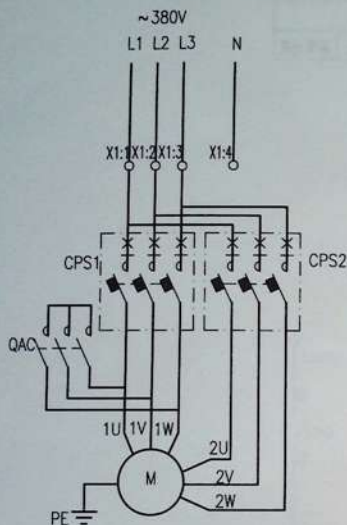 ~380V
L1 L2 L3 N
X1:1 X1:2 X1:3 X1:4
CPS1 CPS2
QAC
1U 1V 1W
2U
M
2V
2W
PE